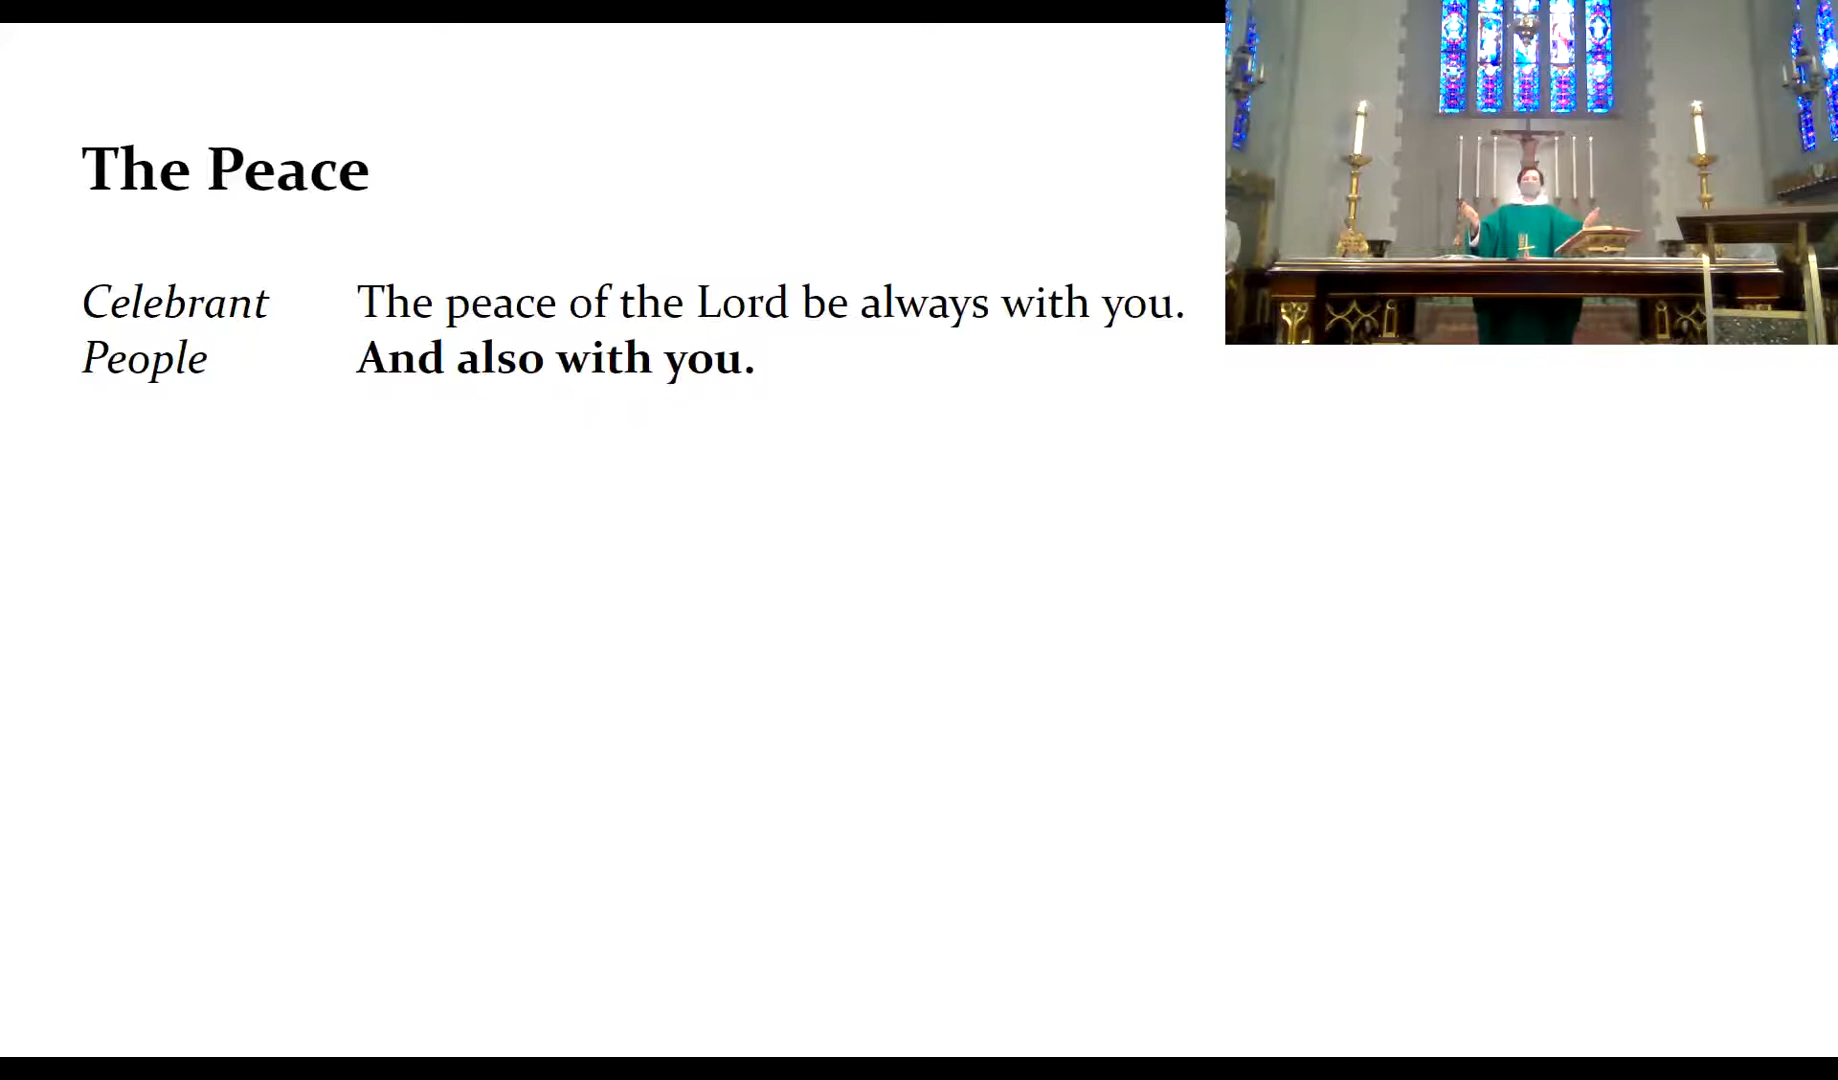 The Peace
Celebrant The peace of the Lord be always with you.
People And also with you.